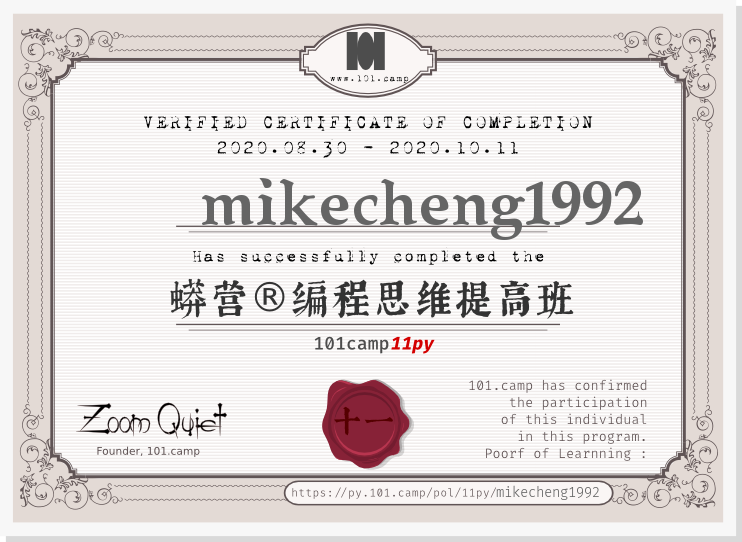 www.101.camp
VERIFIED CERTIFICATE OF COMPLETION
2020.08.30 - 2020.10.11
mikecheng1992
Has successfully completed the
蟒营®编程思维提高班
101camp11py
Zoom Quiet
Founder, 101.camp
十一
101.camp has confirmed
the participation
of this individual
in this program.
Poorf of Learnning :
https://py.101.camp/pol/11py/mikecheng1992